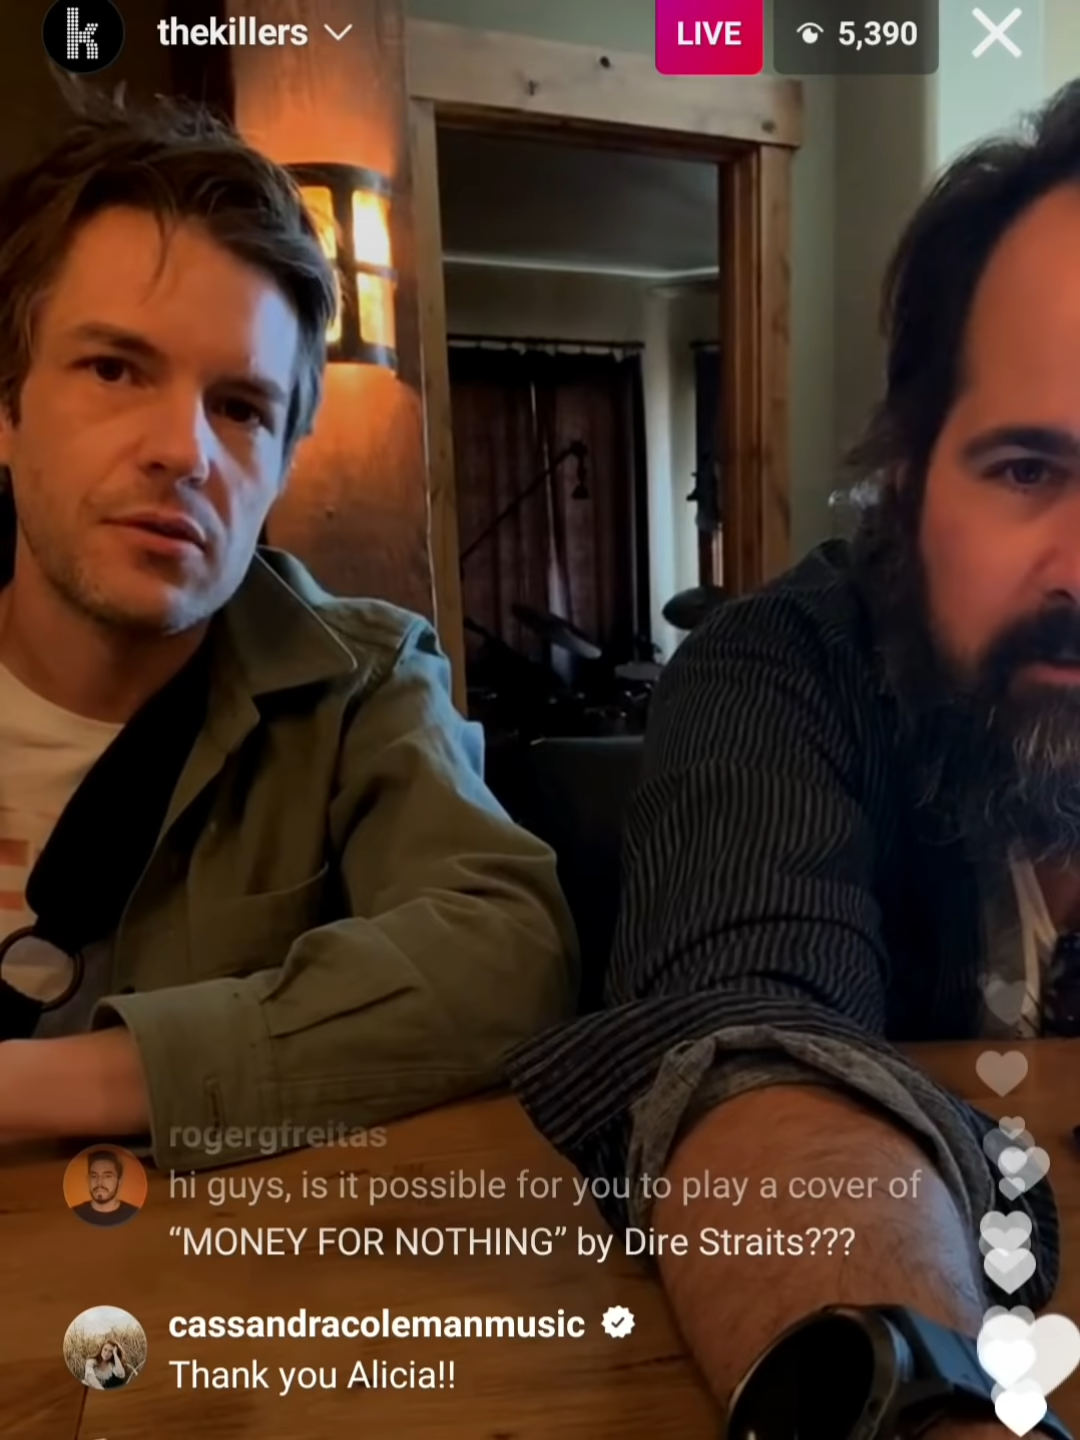 k
thekillers
LIVE
5,390
rogergfreitas
hi guys, is it possible for you to play a cover of
“MONEY FOR NOTHING” by Dire Straits???
cassandracolemanmusic
Thank you Alicia!!